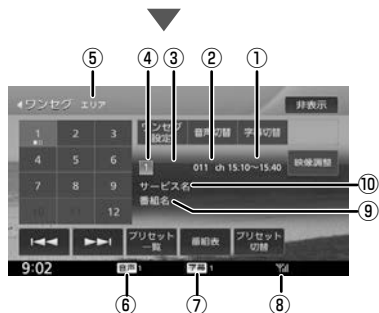 ⑤ ④ ③ ② ①
ワンセグ エリア 非表示
1 2 3 ワンセグ設定 音声切替 字幕切替
4 5 6 1 011 ch 15:10～15:40 映像調整
7 8 9 サービス名 ⑩
10 11 12 番組名 ⑨
プリセット一覧 番組表 プリセット切替
9:02 音声 1 字幕 1
⑥ ⑦ ⑧